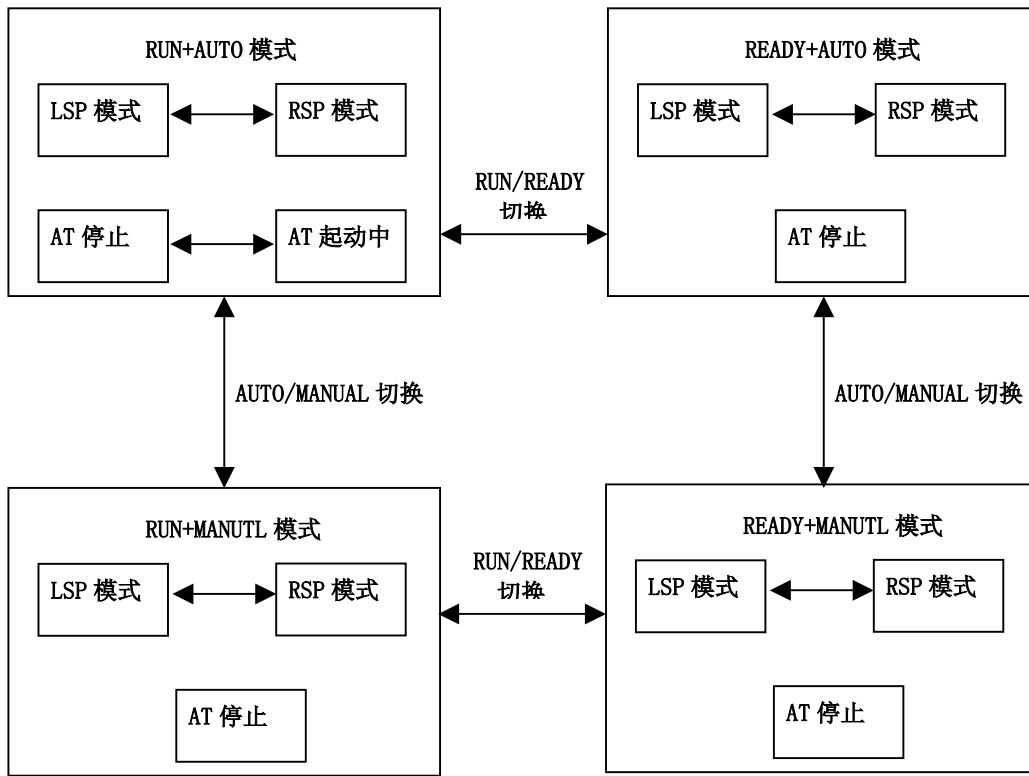 RUN+AUTO 模式
LSP 模式
RSP 模式
AT 停止
AT 起动中
RUN/READY
切换
READY+AUTO 模式
LSP 模式
RSP 模式
AT 停止
AUTO/MANUAL 切换
AUTO/MANUAL 切换
RUN+MANUTL 模式
LSP 模式
RSP 模式
AT 停止
RUN/READY
切换
READY+MANUTL 模式
LSP 模式
RSP 模式
AT 停止